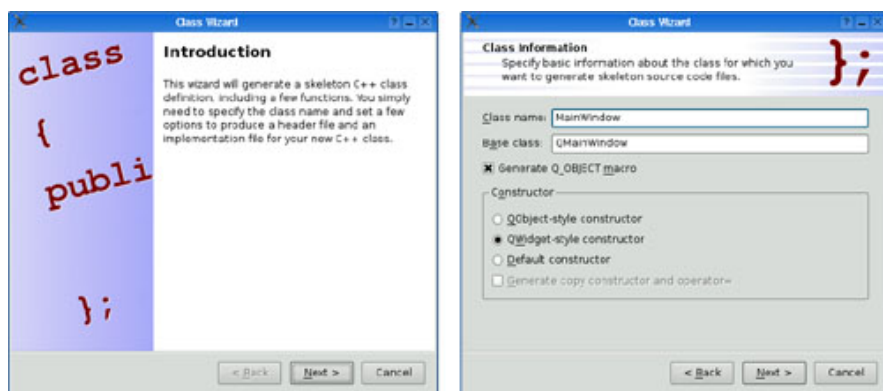 Class Wizard
class
{
publi
};
Introduction
This wizard will generate a skeleton C++ class
definition, including a few functions. You simply
need to specify the class name and set a few
options to produce a header file and an
implementation file for your new C++ class.
< Back
Next >
Cancel
Class Wizard
Class Information
Specify basic information about the class for which you
want to generate skeleton source code files.
};
Class name: MainWindow
Base class: QMainWindow
Generate Q_OBJECT macro
Constructor
QObject-style constructor
QWidget-style constructor
Default constructor
Generate copy constructor and operator=
< Back
Next >
Cancel